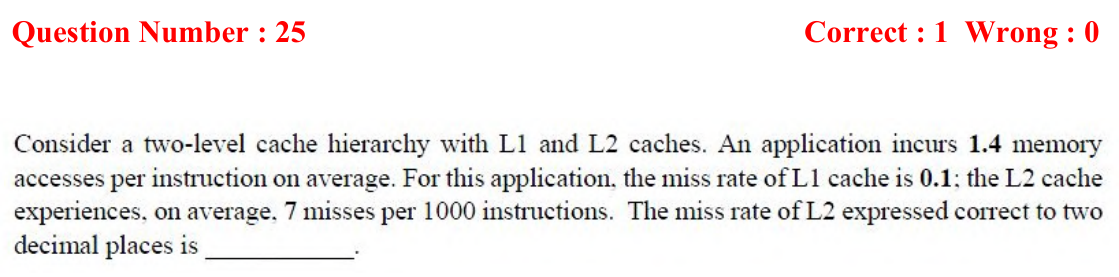 Question Number : 25 Correct : 1 Wrong : 0
Consider a two-level cache hierarchy with L1 and L2 caches. An application incurs 1.4 memory
accesses per instruction on average. For this application, the miss rate of L1 cache is 0.1; the L2 cache
experiences, on average, 7 misses per 1000 instructions. The miss rate of L2 expressed correct to two
decimal places is ____________.